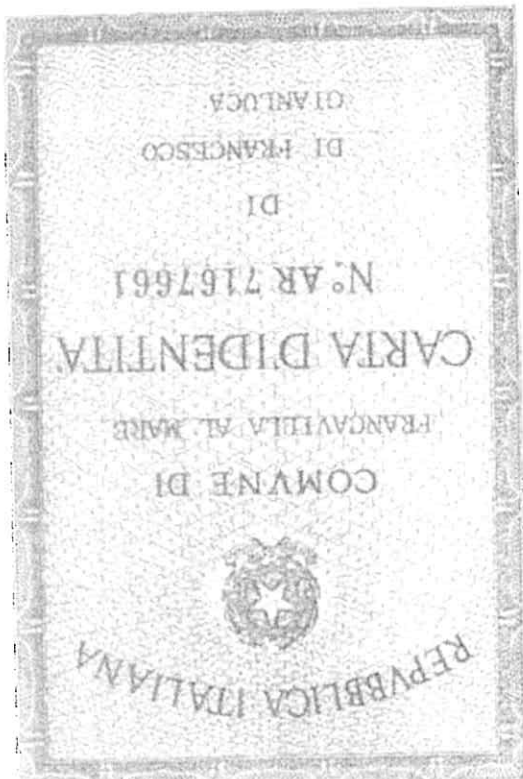 REPVBBLICA ITALIANA
COMVNE DI
FRANCAVILLA AL MARE
CARTA D'IDENTITA
N° AR 7167661
DI
DI FRANCESCO
GIANLUCA